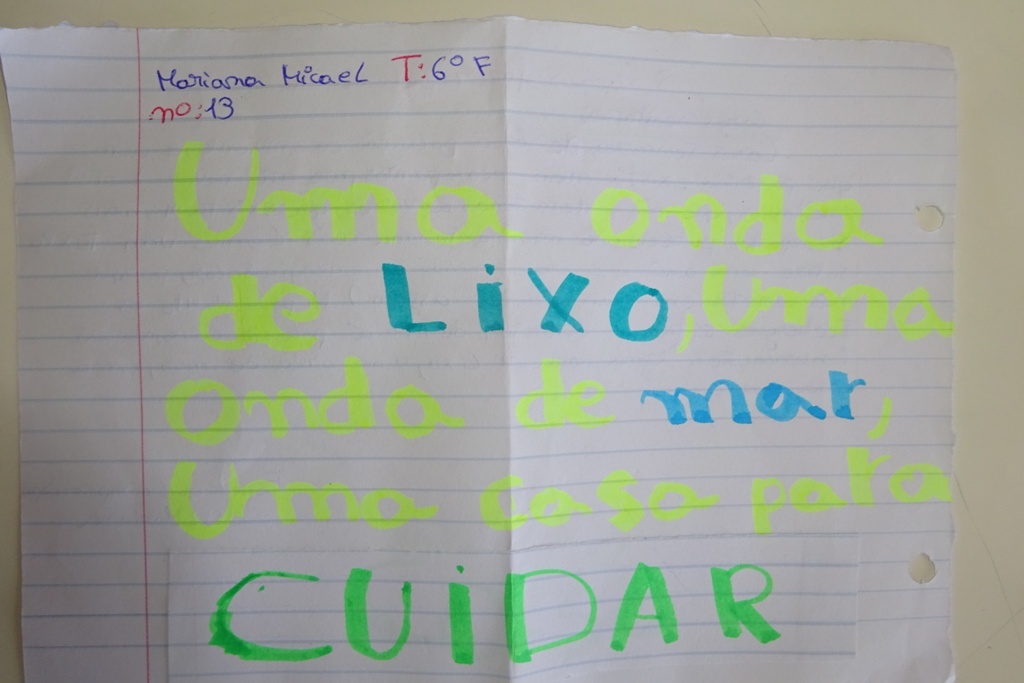 Mariana Micael T: 6º F
nº: 13
Uma onda
de Lixo, Uma
onda de mar,
Uma casa para
CUiDAR